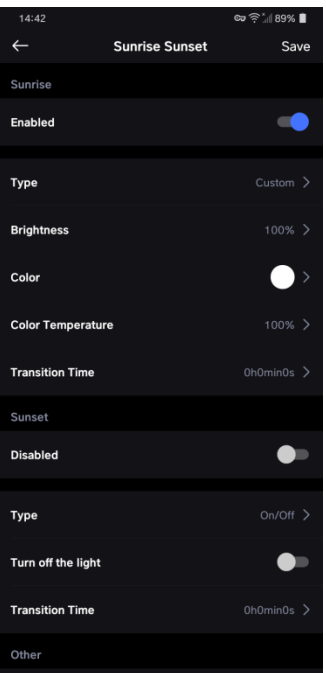 14:42 89%
Sunrise Sunset Save
Sunrise
Enabled
Type Custom
Brightness 100%
Color
Color Temperature 100%
Transition Time 0h0min0s
Sunset
Disabled
Type On/Off
Turn off the light
Transition Time 0h0min0s
Other